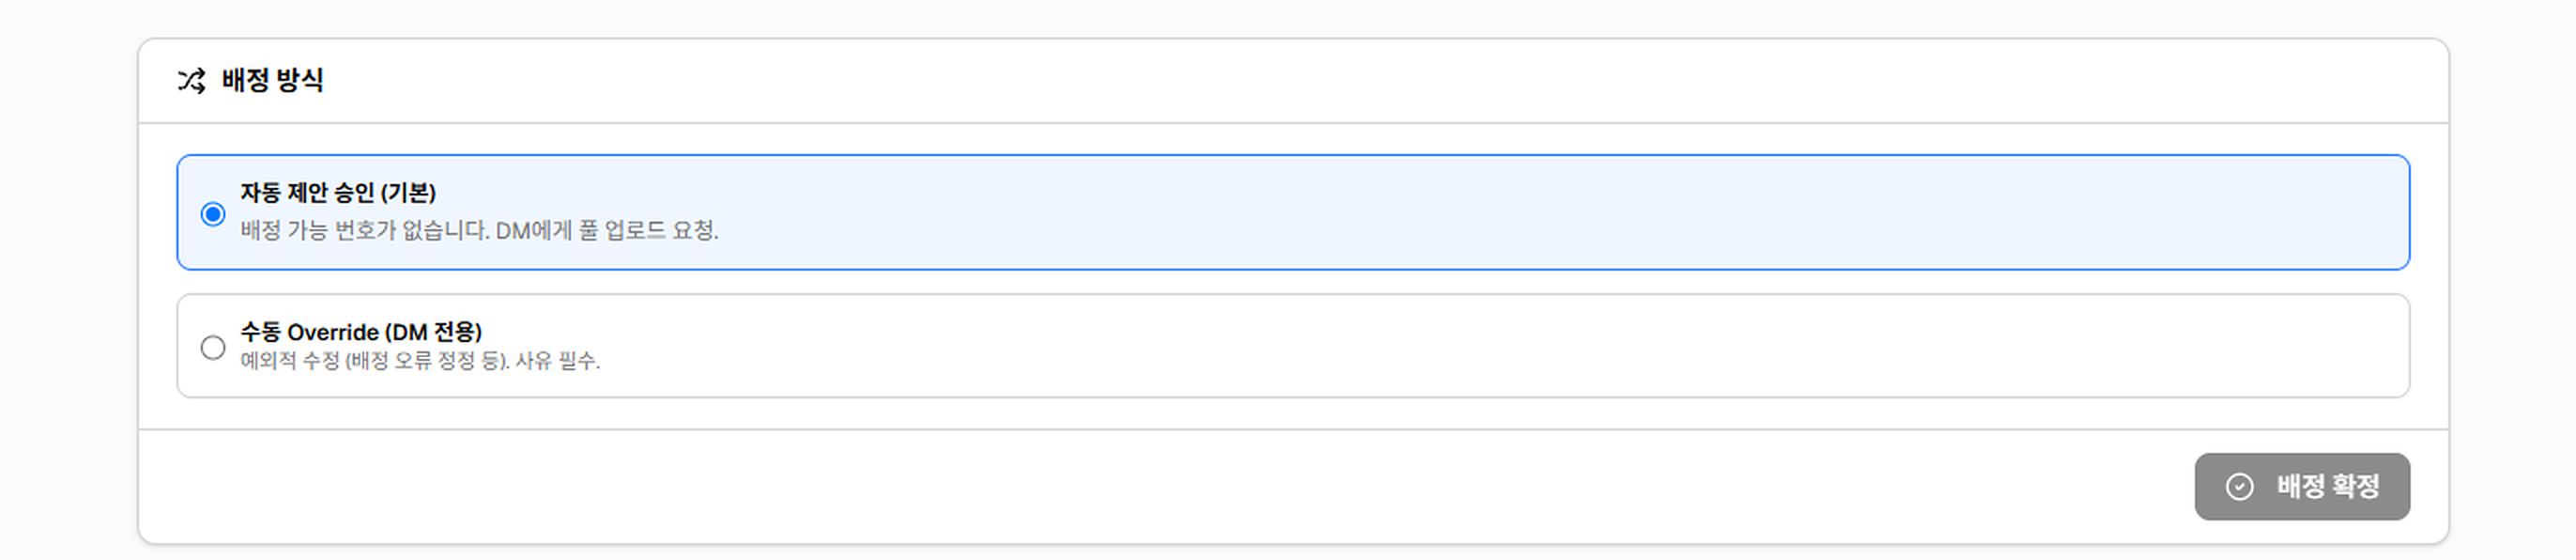 배정 방식
자동 제안 승인 (기본)
배정 가능 번호가 없습니다. DM에게 풀 업로드 요청.
수동 Override (DM 전용)
예외적 수정 (배정 오류 정정 등). 사유 필수.
배정 확정